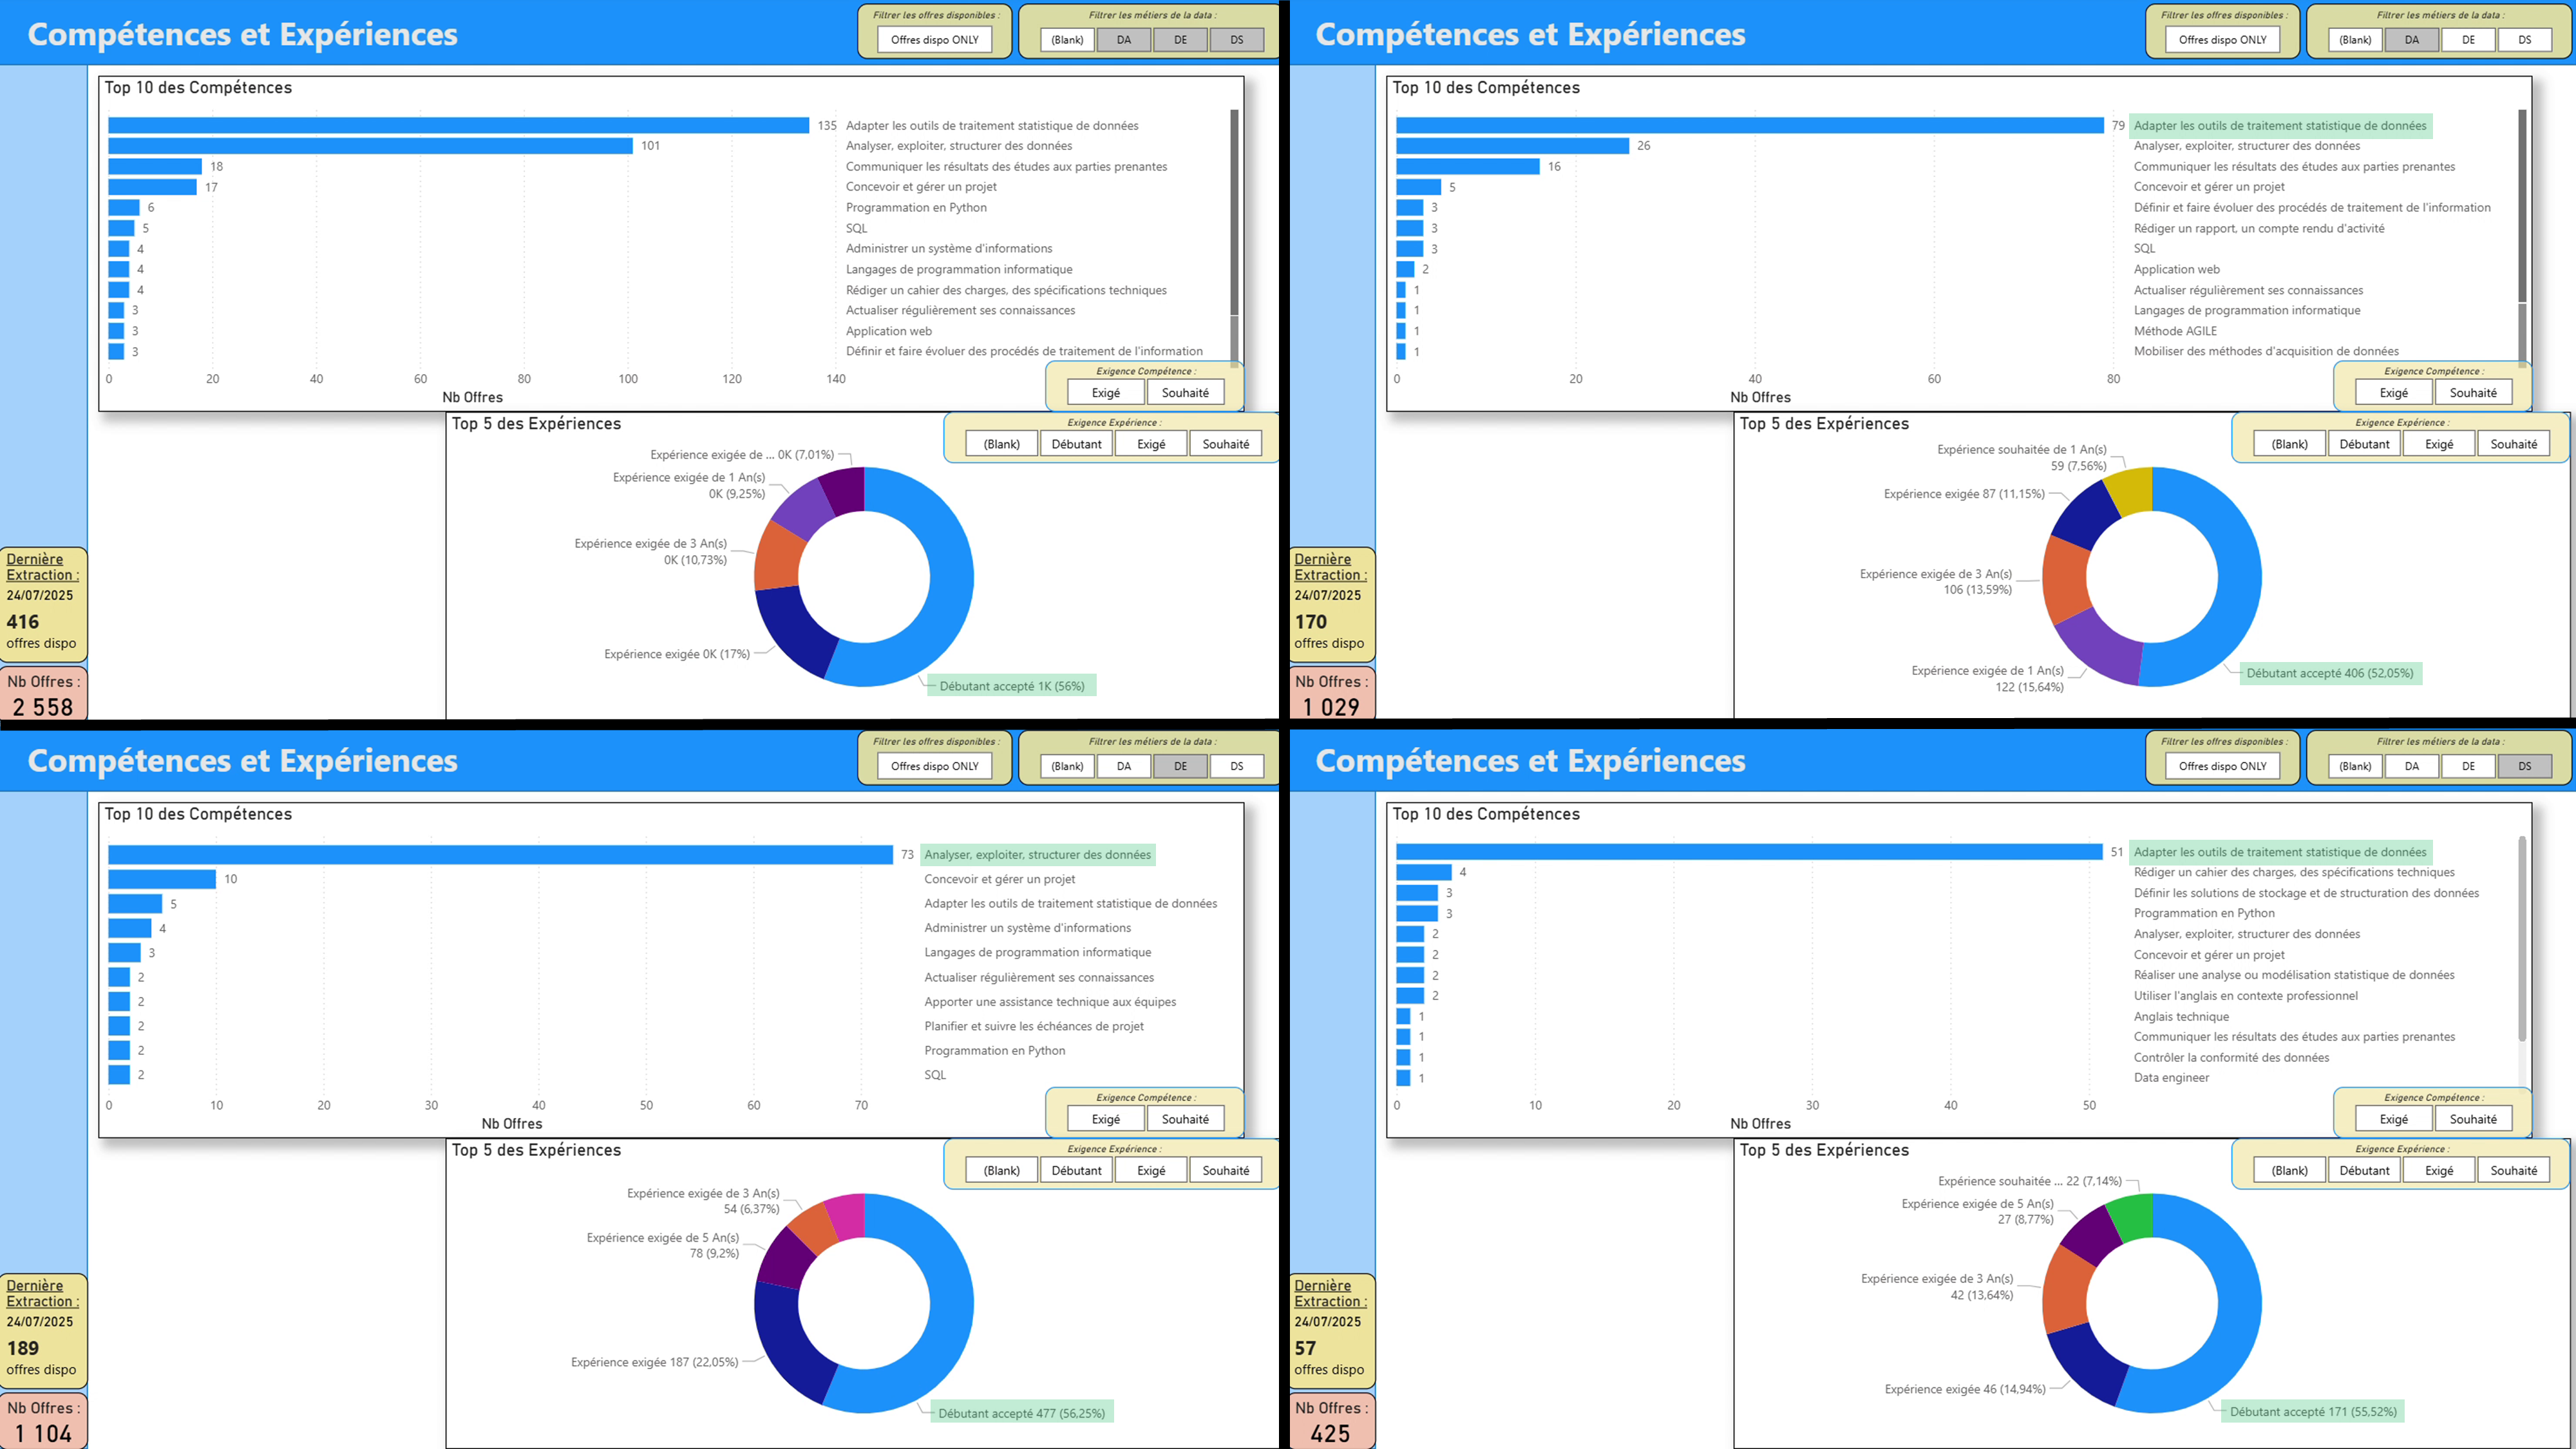 Compétences et Expériences
Filtrer les offres disponibles :
Offres dispo ONLY
Filtrer les métiers de la data :
(Blank) DA DE DS
Top 10 des Compétences
135 Adapter les outils de traitement statistique de données
101 Analyser, exploiter, structurer des données
18 Communiquer les résultats des études aux parties prenantes
17 Concevoir et gérer un projet
6 Programmation en Python
5 SQL
4 Administrer un système d'informations
4 Langages de programmation informatique
4 Rédiger un cahier des charges, des spécifications techniques
3 Actualiser régulièrement ses connaissances
3 Application web
3 Définir et faire évoluer des procédés de traitement de l'information
0 20 40 60 80 100 120 140
Nb Offres
Exigence Compétence :
Exigé Souhaité
Top 5 des Expériences
Exigence Expérience :
(Blank) Débutant Exigé Souhaité
Expérience exigée de ... 0K (7,01%)
Expérience exigée de 1 An(s)
0K (9,25%)
Expérience exigée de 3 An(s)
0K (10,73%)
Expérience exigée 0K (17%)
Débutant accepté 1K (56%)
Dernière
Extraction :
24/07/2025
416
offres dispo
Nb Offres :
2 558
Compétences et Expériences
Filtrer les offres disponibles :
Offres dispo ONLY
Filtrer les métiers de la data :
(Blank) DA DE DS
Top 10 des Compétences
79 Adapter les outils de traitement statistique de données
26 Analyser, exploiter, structurer des données
16 Communiquer les résultats des études aux parties prenantes
5 Concevoir et gérer un projet
3 Définir et faire évoluer des procédés de traitement de l'information
3 Rédiger un rapport, un compte rendu d'activité
3 SQL
2 Application web
1 Actualiser régulièrement ses connaissances
1 Langages de programmation informatique
1 Méthode AGILE
1 Mobiliser des méthodes d'acquisition de données
0 20 40 60 80
Nb Offres
Exigence Compétence :
Exigé Souhaité
Top 5 des Expériences
Exigence Expérience :
(Blank) Débutant Exigé Souhaité
Expérience souhaitée de 1 An(s)
59 (7,56%)
Expérience exigée 87 (11,15%)
Expérience exigée de 3 An(s)
106 (13,59%)
Expérience exigée de 1 An(s)
122 (15,64%)
Débutant accepté 406 (52,05%)
Dernière
Extraction :
24/07/2025
170
offres dispo
Nb Offres :
1 029
Compétences et Expériences
Filtrer les offres disponibles :
Offres dispo ONLY
Filtrer les métiers de la data :
(Blank) DA DE DS
Top 10 des Compétences
73 Analyser, exploiter, structurer des données
10 Concevoir et gérer un projet
5 Adapter les outils de traitement statistique de données
4 Administrer un système d'informations
3 Langages de programmation informatique
2 Actualiser régulièrement ses connaissances
2 Apporter une assistance technique aux équipes
2 Planifier et suivre les échéances de projet
2 Programmation en Python
2 SQL
0 10 20 30 40 50 60 70
Nb Offres
Exigence Compétence :
Exigé Souhaité
Top 5 des Expériences
Exigence Expérience :
(Blank) Débutant Exigé Souhaité
Expérience exigée de 3 An(s)
54 (6,37%)
Expérience exigée de 5 An(s)
78 (9,2%)
Expérience exigée 187 (22,05%)
Débutant accepté 477 (56,25%)
Dernière
Extraction :
24/07/2025
189
offres dispo
Nb Offres :
1 104
Compétences et Expériences
Filtrer les offres disponibles :
Offres dispo ONLY
Filtrer les métiers de la data :
(Blank) DA DE DS
Top 10 des Compétences
51 Adapter les outils de traitement statistique de données
4 Rédiger un cahier des charges, des spécifications techniques
3 Définir les solutions de stockage et de structuration des données
3 Programmation en Python
2 Analyser, exploiter, structurer des données
2 Concevoir et gérer un projet
2 Réaliser une analyse ou modélisation statistique de données
2 Utiliser l'anglais en contexte professionnel
1 Anglais technique
1 Communiquer les résultats des études aux parties prenantes
1 Contrôler la conformité des données
1 Data engineer
0 10 20 30 40 50
Nb Offres
Exigence Compétence :
Exigé Souhaité
Top 5 des Expériences
Exigence Expérience :
(Blank) Débutant Exigé Souhaité
Expérience souhaitée ... 22 (7,14%)
Expérience exigée de 5 An(s)
27 (8,77%)
Expérience exigée de 3 An(s)
42 (13,64%)
Expérience exigée 46 (14,94%)
Débutant accepté 171 (55,52%)
Dernière
Extraction :
24/07/2025
57
offres dispo
Nb Offres :
425